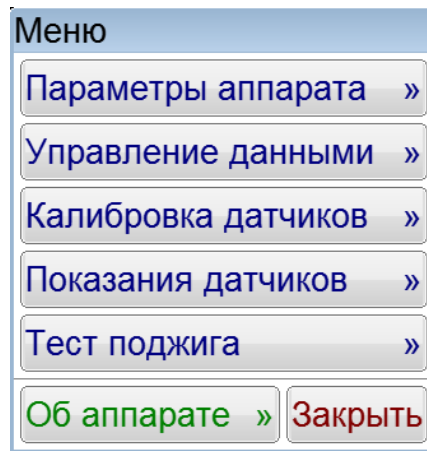 Меню
Параметры аппарата »
Управление данными »
Калибровка датчиков »
Показания датчиков »
Тест поджига »
Об аппарате » Закрыть